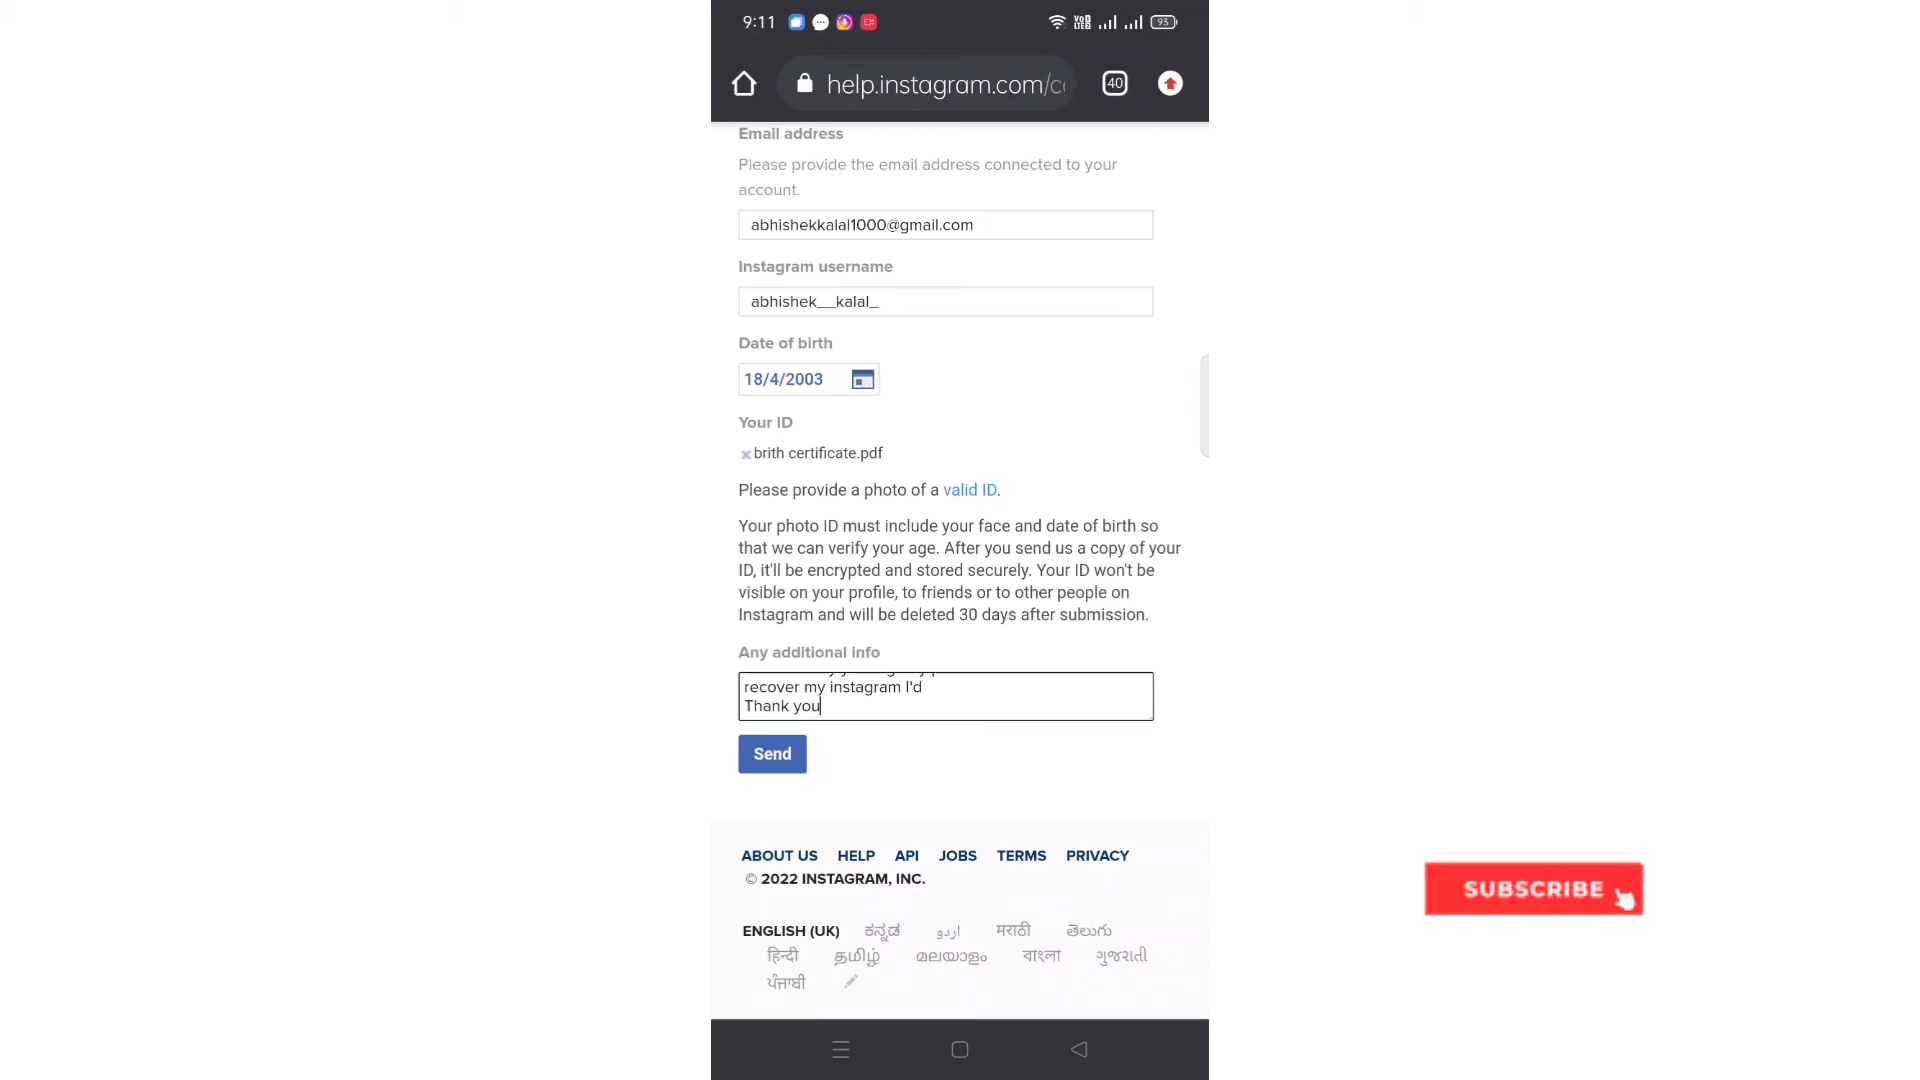 9:11
VoD LTED
93
help.instagram.com/c
40
Email address
Please provide the email address connected to your
account.
abhishekkalal1000@gmail.com
Instagram username
abhishek__kalal_
Date of birth
18/4/2003
Your ID
brith certificate.pdf
Please provide a photo of a valid ID.
Your photo ID must include your face and date of birth so
that we can verify your age. After you send us a copy of your
ID, it'll be encrypted and stored securely. Your ID won't be
visible on your profile, to friends or to other people on
Instagram and will be deleted 30 days after submission.
Any additional info
recover my instagram I'd
Thank you
Send
ABOUT US HELP API JOBS TERMS PRIVACY
© 2022 INSTAGRAM, INC.
SUBSCRIBE
ENGLISH (UK) ಕನ್ನಡ اردو मराठी తెలుగు
हिन्दी தமிழ் മലയാളം বাংলা ગુજરાતી
ਪੰਜਾਬੀ